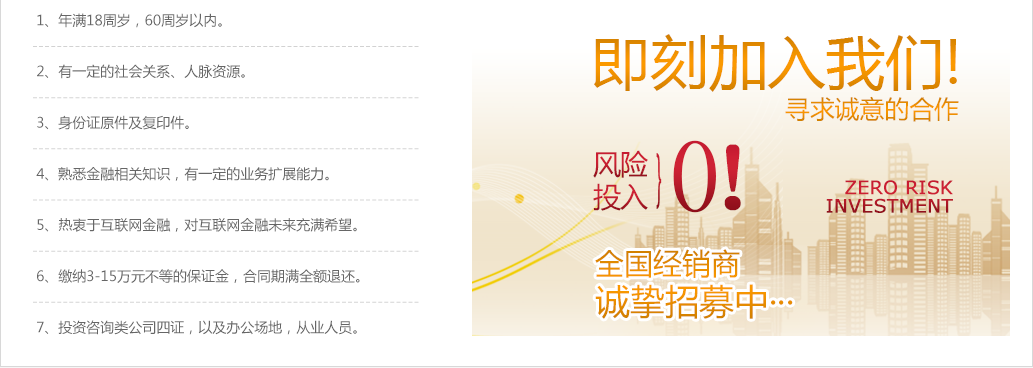 1、年满18周岁，60周岁以内。
2、有一定的社会关系、人脉资源。
3、身份证原件及复印件。
4、熟悉金融相关知识，有一定的业务扩展能力。
5、热衷于互联网金融，对互联网金融未来充满希望。
6、缴纳3-15万元不等的保证金，合同期满全额退还。
7、投资咨询类公司四证，以及办公场地，从业人员。
即刻加入我们!
寻求诚意的合作
风险
投入
0!
ZERO RISK
INVESTMENT
全国经销商
诚挚招募中···